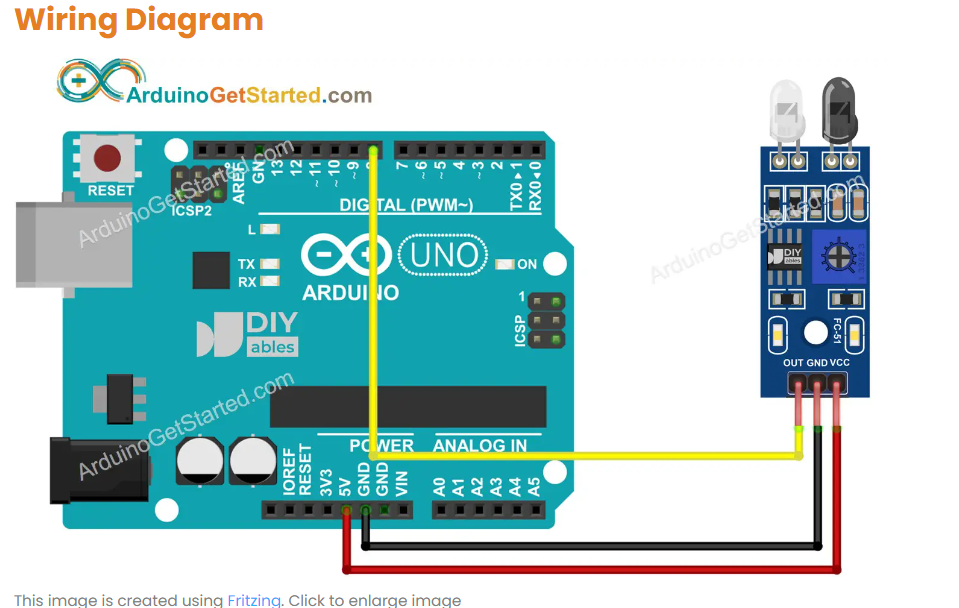 Wiring Diagram
ArduinoGetStarted.com
RESET
ICSP2
AREF
GND
13
12
~11
~10
~9
8
7
~6
~5
4
~3
2
TX0▸1
RX0◂0
DIGITAL (PWM~)
L
TX
RX
ARDUINO
UNO
ON
1
ICSP
DIY
ables
ArduinoGetStarted.com
ArduinoGetStarted.com
ArduinoGetStarted.com
DIY
ables
FC-51
OUT GND VCC
POWER
ANALOG IN
IOREF
RESET
3V3
5V
GND
GND
VIN
A0
A1
A2
A3
A4
A5
This image is created using Fritzing. Click to enlarge image